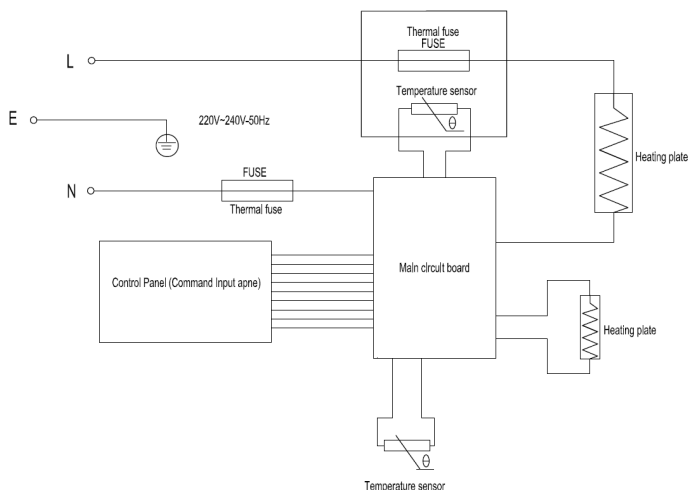 Thermal fuse
FUSE
L
Temperature sensor
θ
E
220V~240V-50Hz
Heating plate
FUSE
N
Thermal fuse
Control Panel (Command Input apne)
Main circuit board
Heating plate
θ
Temperature sensor